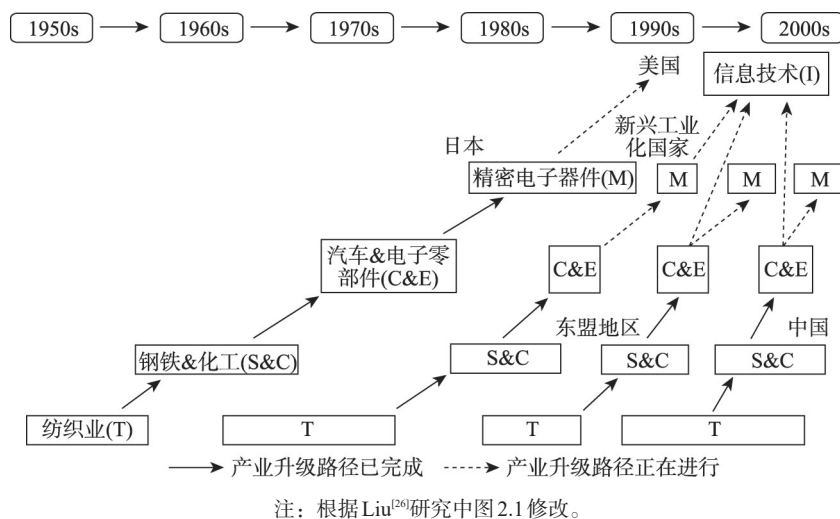 1950s 1960s 1970s 1980s 1990s 2000s
美国
信息技术(I)
新兴工业
化国家
日本
精密电子器件(M) M M M
汽车&电子零
部件(C&E)
C&E C&E C&E
东盟地区 中国
钢铁&化工(S&C) S&C S&C S&C
纺织业(T) T T T
产业升级路径已完成 产业升级路径正在进行
注：根据Liu[26]研究中图2.1修改。